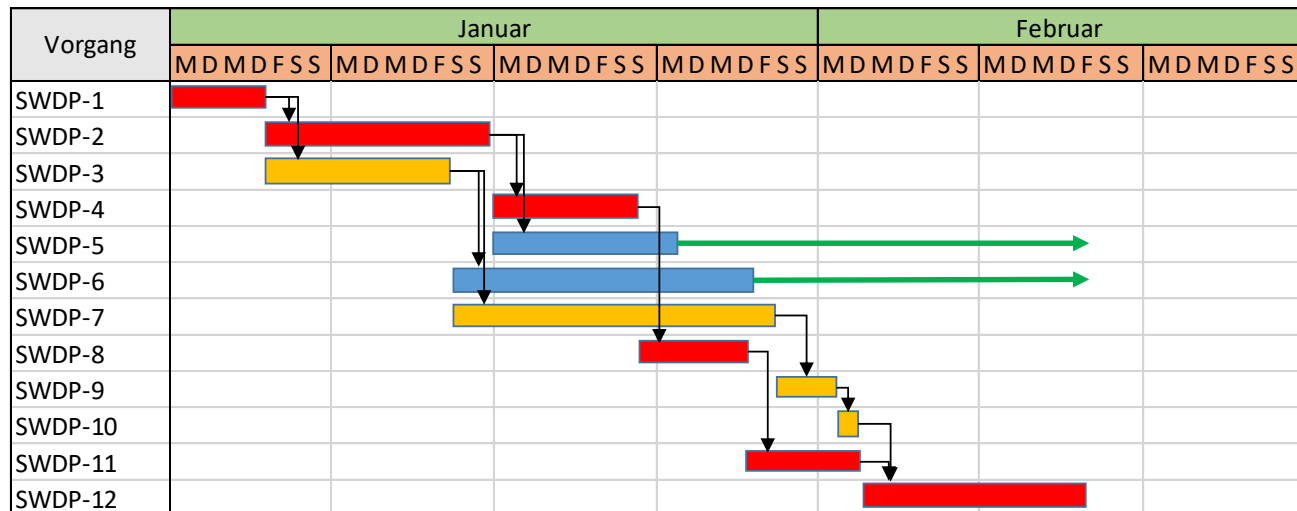 Vorgang
Januar
Februar
M D M D F S S M D M D F S S M D M D F S S M D M D F S S M D M D F S S M D M D F S S M D M D F S S
SWDP-1
SWDP-2
SWDP-3
SWDP-4
SWDP-5
SWDP-6
SWDP-7
SWDP-8
SWDP-9
SWDP-10
SWDP-11
SWDP-12